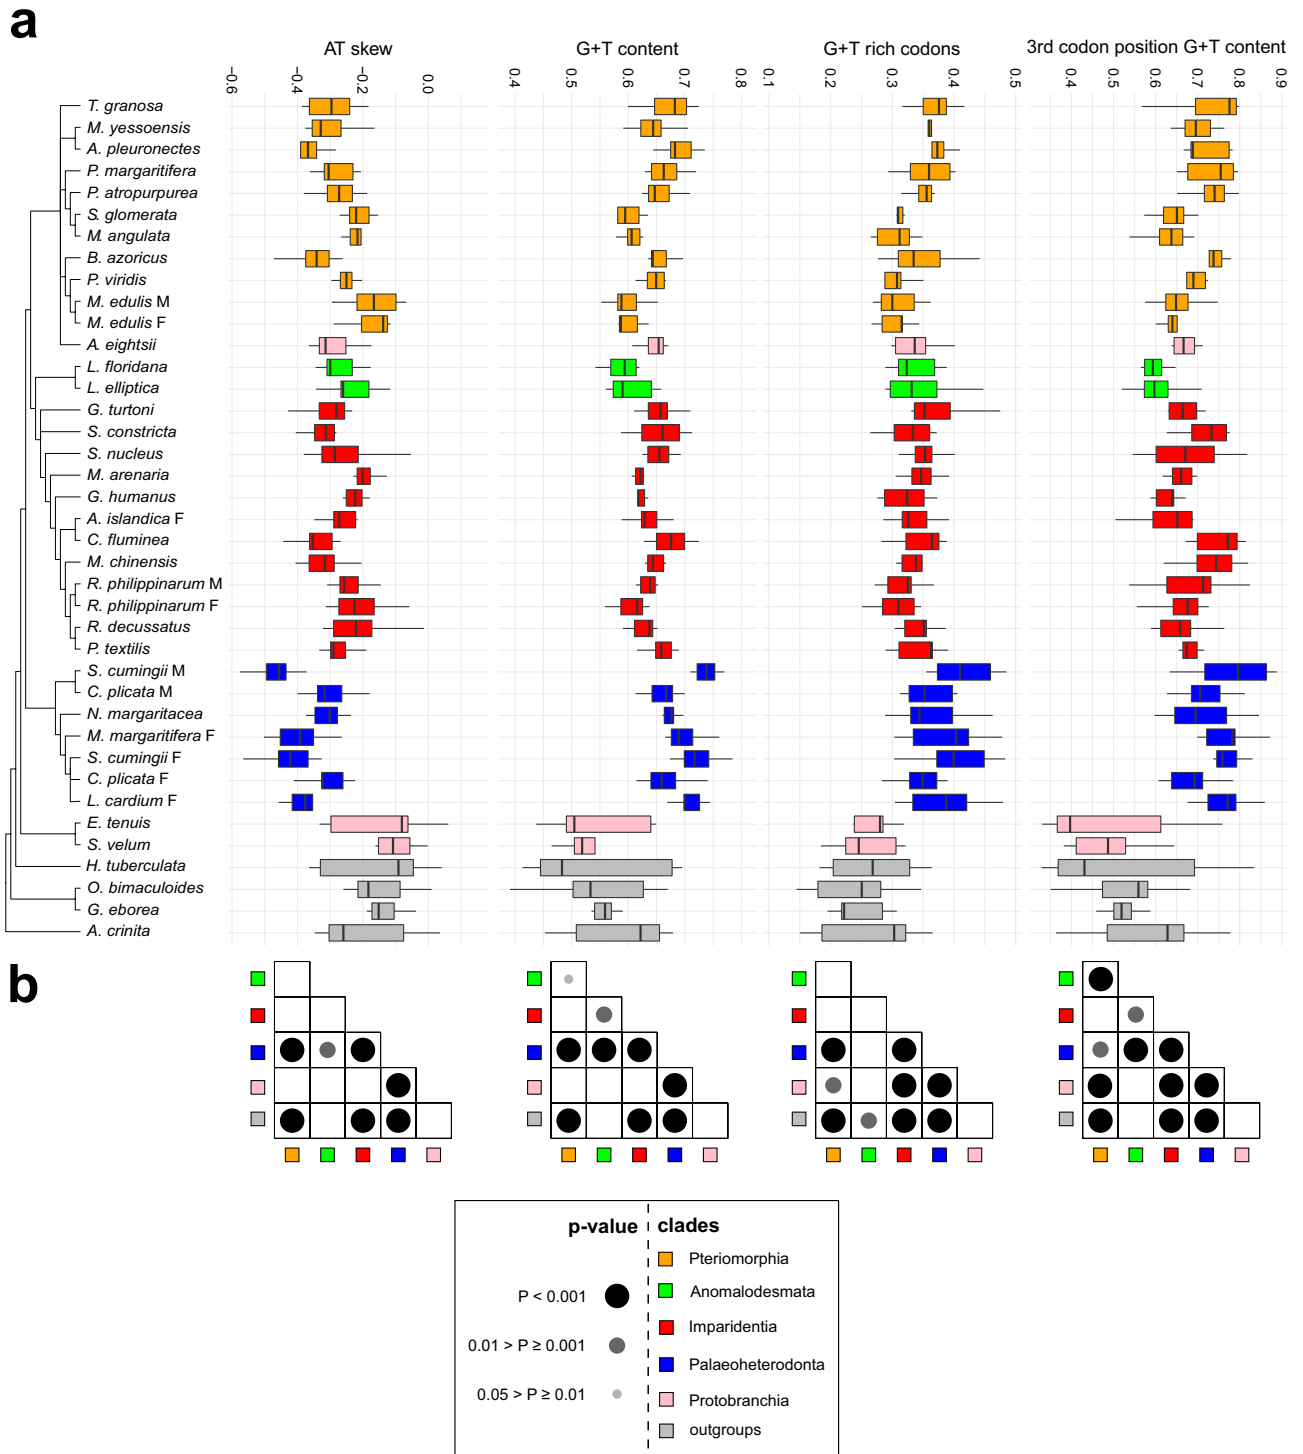 a
AT skew
G+T content
G+T rich codons
3rd codon position G+T content
-0.6 -0.4 -0.2 0.0
0.4 0.5 0.6 0.7 0.8
0.1 0.2 0.3 0.4 0.5
0.4 0.5 0.6 0.7 0.8 0.9
T. granosa
M. yessoensis
A. pleuronectes
P. margaritifera
P. atropurpurea
S. glomerata
M. angulata
B. azoricus
P. viridis
M. edulis M
M. edulis F
A. eightsii
L. floridana
L. elliptica
G. turtoni
S. constricta
S. nucleus
M. arenaria
G. humanus
A. islandica F
C. fluminea
M. chinensis
R. philippinarum M
R. philippinarum F
R. decussatus
P. textilis
S. cumingii M
C. plicata M
N. margaritacea
M. margaritifera F
S. cumingii F
C. plicata F
L. cardium F
E. tenuis
S. velum
H. tuberculata
O. bimaculoides
G. eborea
A. crinita
b
p-value
P < 0.001
0.01 > P ≥ 0.001
0.05 > P ≥ 0.01
clades
Pteriomorphia
Anomalodesmata
Imparidentia
Palaeoheterodonta
Protobranchia
outgroups